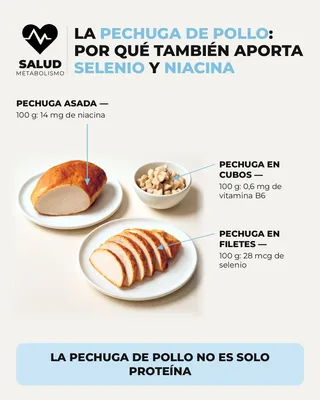 SALUD
METABOLISMO
LA PECHUGA DE POLLO:
POR QUÉ TAMBIÉN APORTA
SELENIO Y NIACINA
PECHUGA ASADA —
100 g: 14 mg de niacina
PECHUGA EN
CUBOS —
100 g: 0,6 mg de
vitamina B6
PECHUGA EN
FILETES —
100 g: 28 mcg de
selenio
LA PECHUGA DE POLLO NO ES SOLO
PROTEÍNA